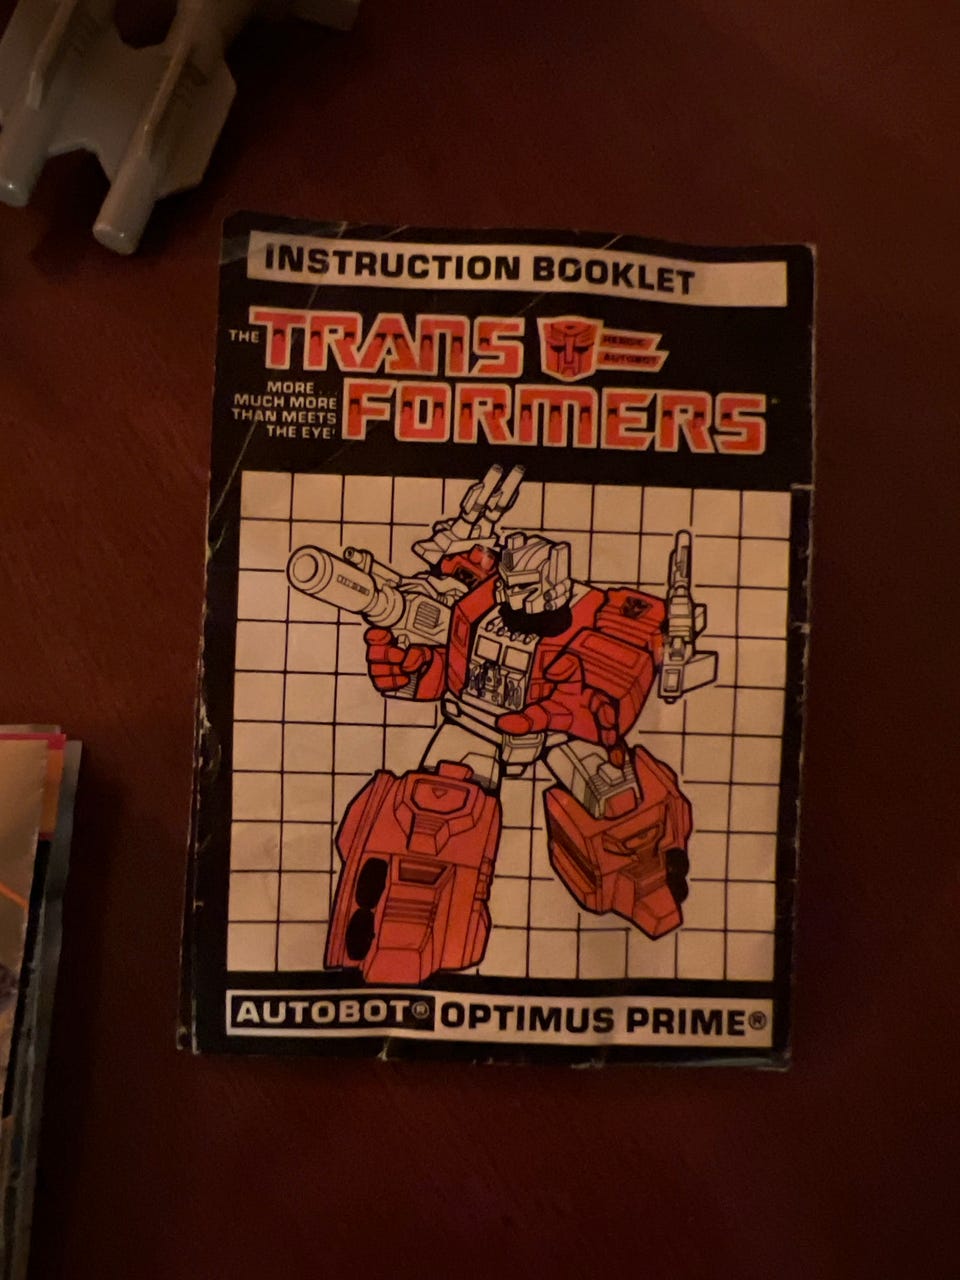 INSTRUCTION BOOKLET
THE TRANS
HEROIC
AUTOBOT
MORE...
MUCH MORE
THAN MEETS
THE EYE!
FORMERS
AUTOBOT® OPTIMUS PRIME®